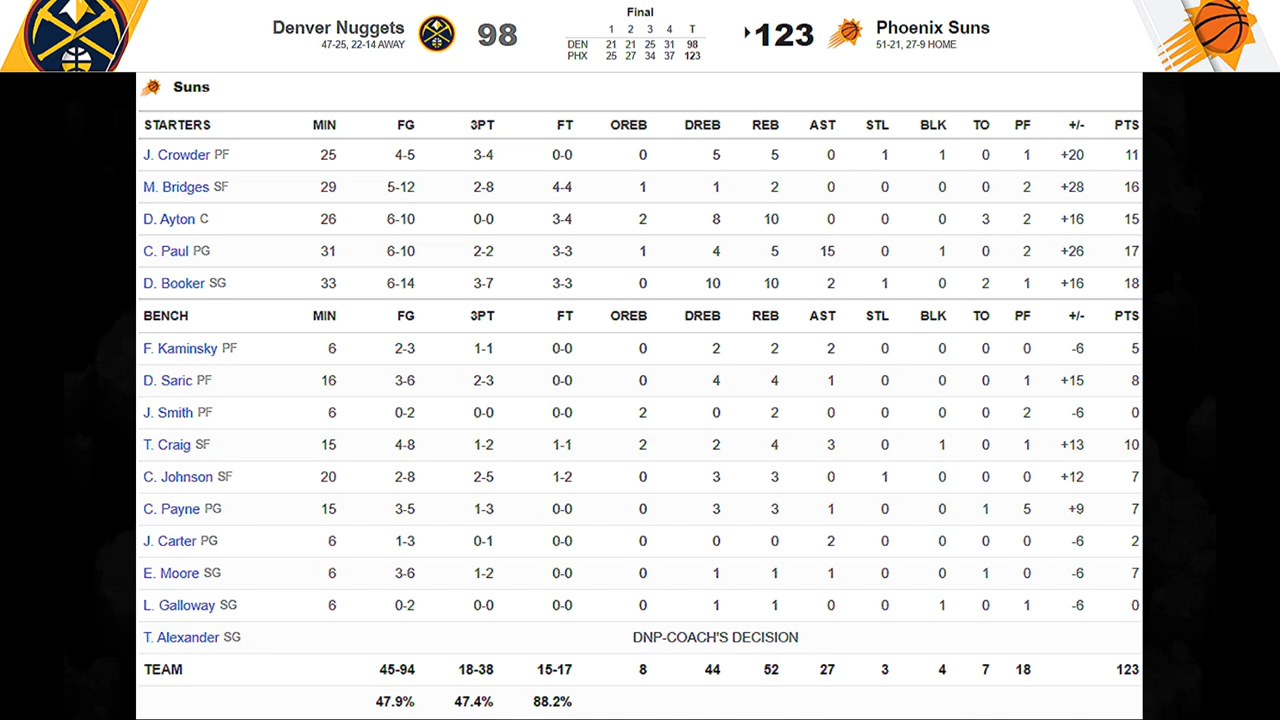 Denver Nuggets
47-25, 22-14 AWAY
98
Final
1 2 3 4 T
DEN 21 21 25 31 98
PHX 25 27 34 37 123
123
Phoenix Suns
51-21, 27-9 HOME
Suns
STARTERS MIN FG 3PT FT OREB DREB REB AST STL BLK TO PF +/- PTS
J. Crowder PF 25 4-5 3-4 0-0 0 5 5 0 1 1 0 1 +20 11
M. Bridges SF 29 5-12 2-8 4-4 1 1 2 0 0 0 0 2 +28 16
D. Ayton C 26 6-10 0-0 3-4 2 8 10 0 0 0 3 2 +16 15
C. Paul PG 31 6-10 2-2 3-3 1 4 5 15 0 1 0 2 +26 17
D. Booker SG 33 6-14 3-7 3-3 0 10 10 2 1 0 2 1 +16 18
BENCH MIN FG 3PT FT OREB DREB REB AST STL BLK TO PF +/- PTS
F. Kaminsky PF 6 2-3 1-1 0-0 0 2 2 2 0 0 0 0 -6 5
D. Saric PF 16 3-6 2-3 0-0 0 4 4 1 0 0 0 1 +15 8
J. Smith PF 6 0-2 0-0 0-0 2 0 2 0 0 0 0 2 -6 0
T. Craig SF 15 4-8 1-2 1-1 2 2 4 3 0 1 0 1 +13 10
C. Johnson SF 20 2-8 2-5 1-2 0 3 3 0 1 0 0 0 +12 7
C. Payne PG 15 3-5 1-3 0-0 0 3 3 1 0 0 1 5 +9 7
J. Carter PG 6 1-3 0-1 0-0 0 0 0 2 0 0 0 0 -6 2
E. Moore SG 6 3-6 1-2 0-0 0 1 1 1 0 0 1 0 -6 7
L. Galloway SG 6 0-2 0-0 0-0 0 1 1 0 0 1 0 1 -6 0
T. Alexander SG DNP-COACH'S DECISION
TEAM 45-94 18-38 15-17 8 44 52 27 3 4 7 18 123
47.9% 47.4% 88.2%